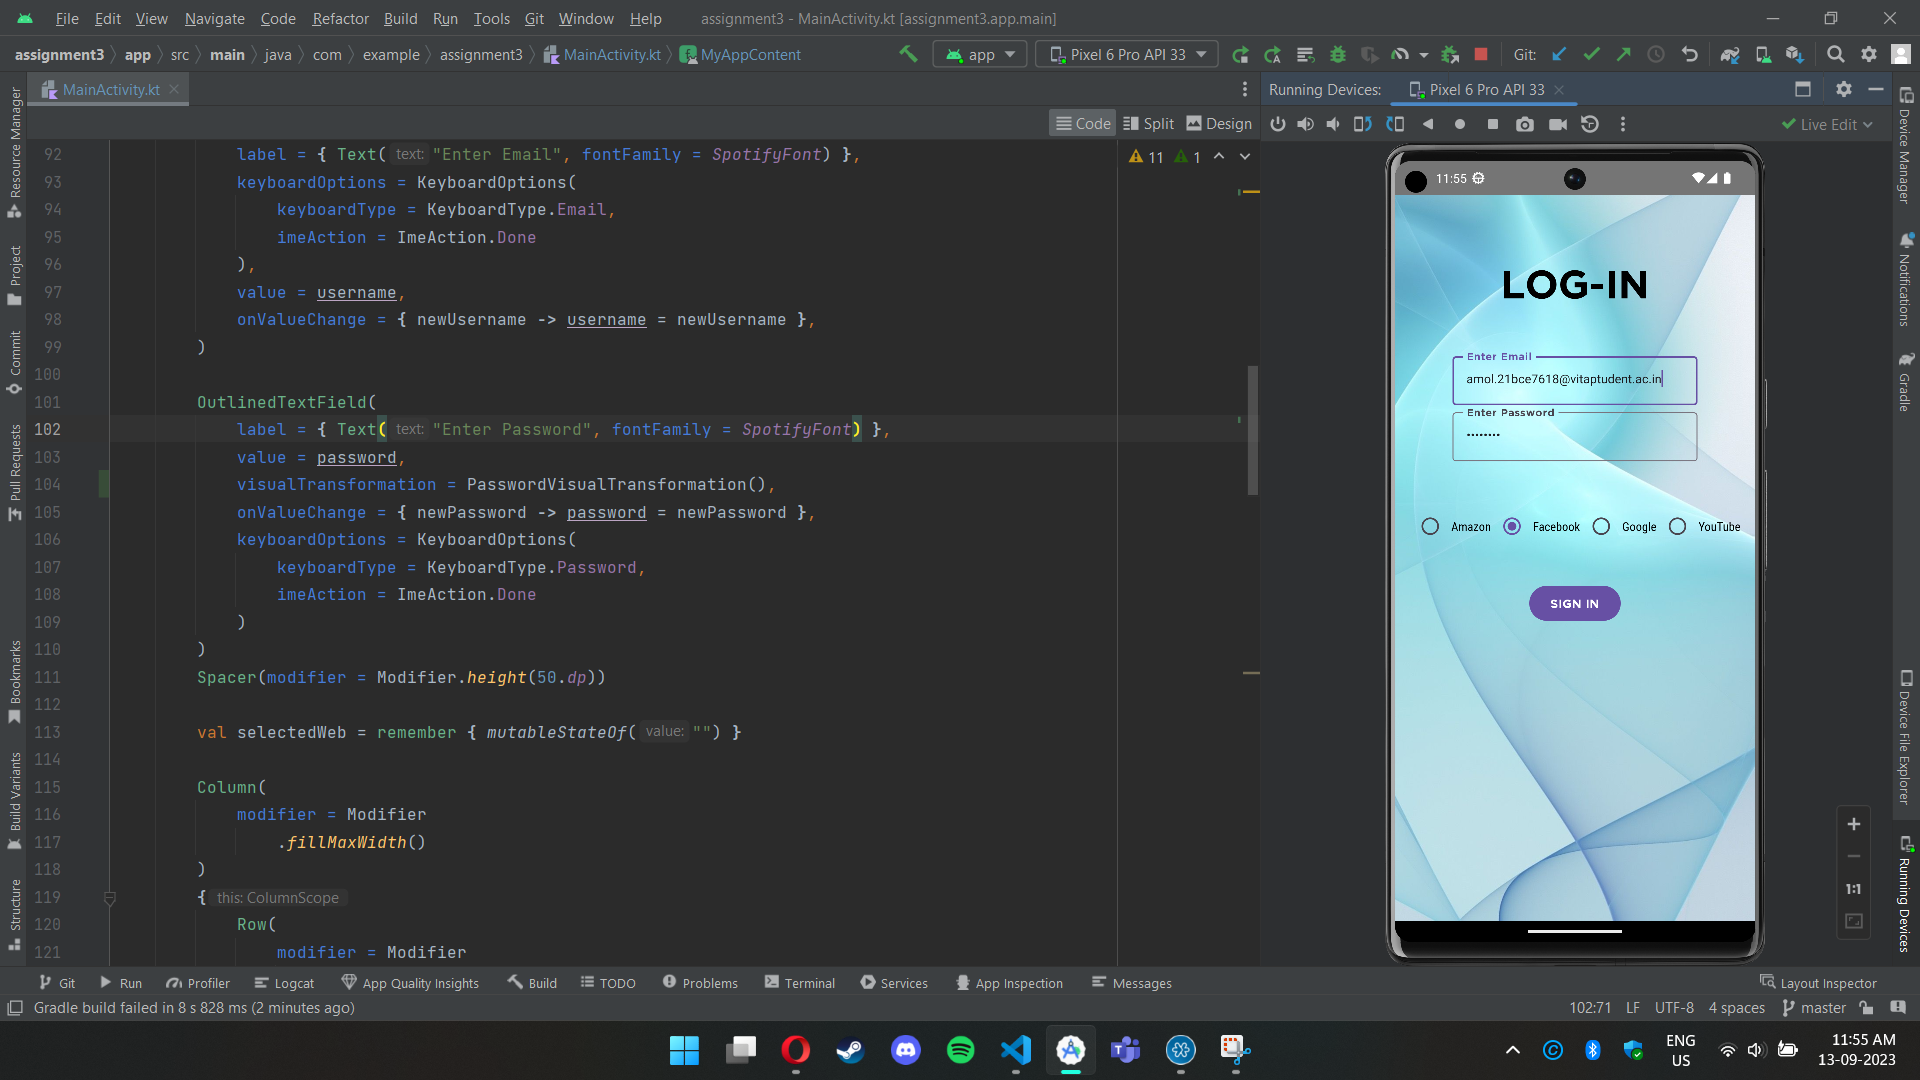 File Edit View Navigate Code Refactor Build Run Tools Git Window Help assignment3 - MainActivity.kt [assignment3.app.main]
assignment3 app src main java com example assignment3 MainActivity.kt MyAppContent app Pixel 6 Pro API 33 Git:
MainActivity.kt Running Devices: Pixel 6 Pro API 33
Code Split Design Live Edit
11 1
92 label = { Text( text: "Enter Email", fontFamily = SpotifyFont) },
93 keyboardOptions = KeyboardOptions(
94 keyboardType = KeyboardType.Email,
95 imeAction = ImeAction.Done
96 ),
97 value = username,
98 onValueChange = { newUsername -> username = newUsername },
99 )
100
101 OutlinedTextField(
102 label = { Text( text: "Enter Password", fontFamily = SpotifyFont) },
103 value = password,
104 visualTransformation = PasswordVisualTransformation(),
105 onValueChange = { newPassword -> password = newPassword },
106 keyboardOptions = KeyboardOptions(
107 keyboardType = KeyboardType.Password,
108 imeAction = ImeAction.Done
109 )
110 )
111 Spacer(modifier = Modifier.height(50.dp))
112
113 val selectedWeb = remember { mutableStateOf( value: "") }
114
115 Column(
116 modifier = Modifier
117 .fillMaxWidth()
118 )
119 { this: ColumnScope
120 Row(
121 modifier = Modifier
Resource Manager
Project
Commit
Pull Requests
Bookmarks
Build Variants
Structure
11:55
LOG-IN
Enter Email
amol.21bce7618@vitaptudent.ac.in
Enter Password
••••••••
Amazon Facebook Google YouTube
SIGN IN
1:1
Device Manager
Notifications
Gradle
Device File Explorer
Running Devices
Git Run Profiler Logcat App Quality Insights Build TODO Problems Terminal Services App Inspection Messages Layout Inspector
Gradle build failed in 8 s 828 ms (2 minutes ago) 102:71 LF UTF-8 4 spaces master
ENG
US
11:55 AM
13-09-2023